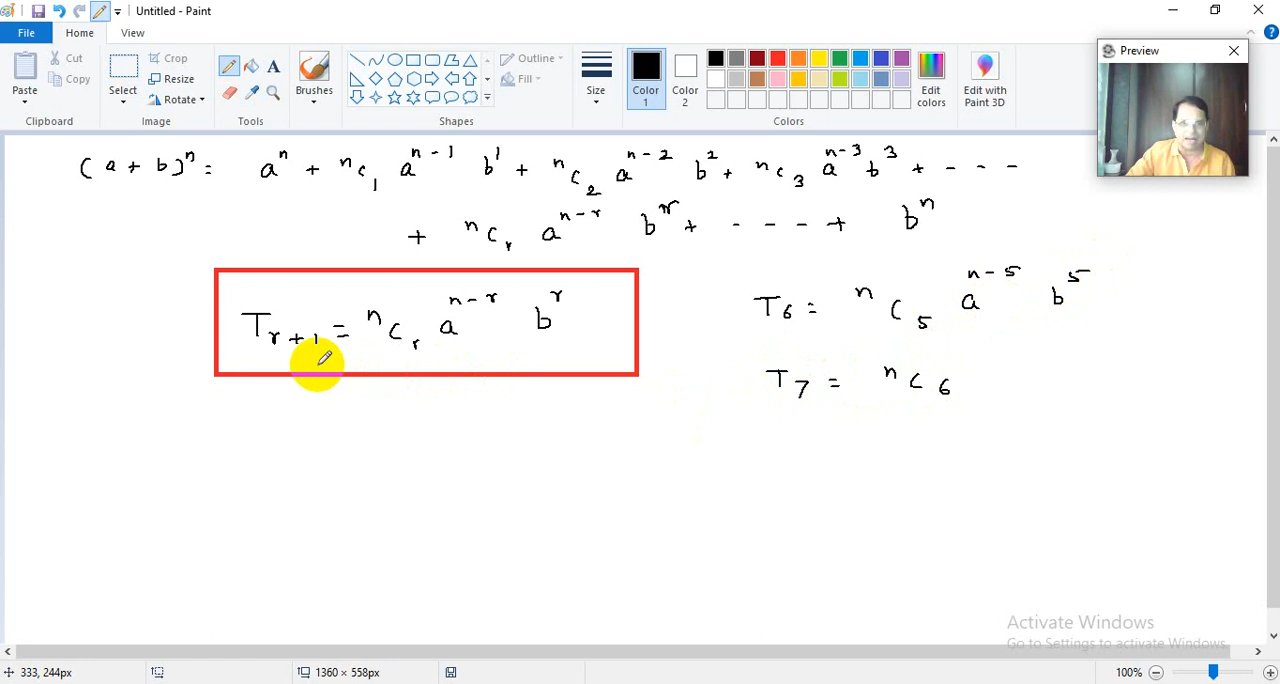 Untitled - Paint
File Home View
Paste Cut Copy Clipboard
Select Crop Resize Rotate Image
Tools
Brushes
Shapes Outline Fill
Size
Color 1 Color 2 Colors
Edit colors
Edit with Paint 3D
Preview
(a + b)ⁿ = aⁿ + ⁿC₁ aⁿ⁻¹ b¹ + ⁿC₂ aⁿ⁻² b² + ⁿC₃ aⁿ⁻³ b³ + - - -
+ ⁿCᵣ aⁿ⁻ʳ bʳ + - - - - + bⁿ
Tᵣ₊₁ = ⁿCᵣ aⁿ⁻ʳ bʳ
T₆ = ⁿC₅ aⁿ⁻⁵ b⁵
T₇ = ⁿC₆
Activate Windows
Go to Settings to activate Windows.
333, 244px
1360 × 558px
100%